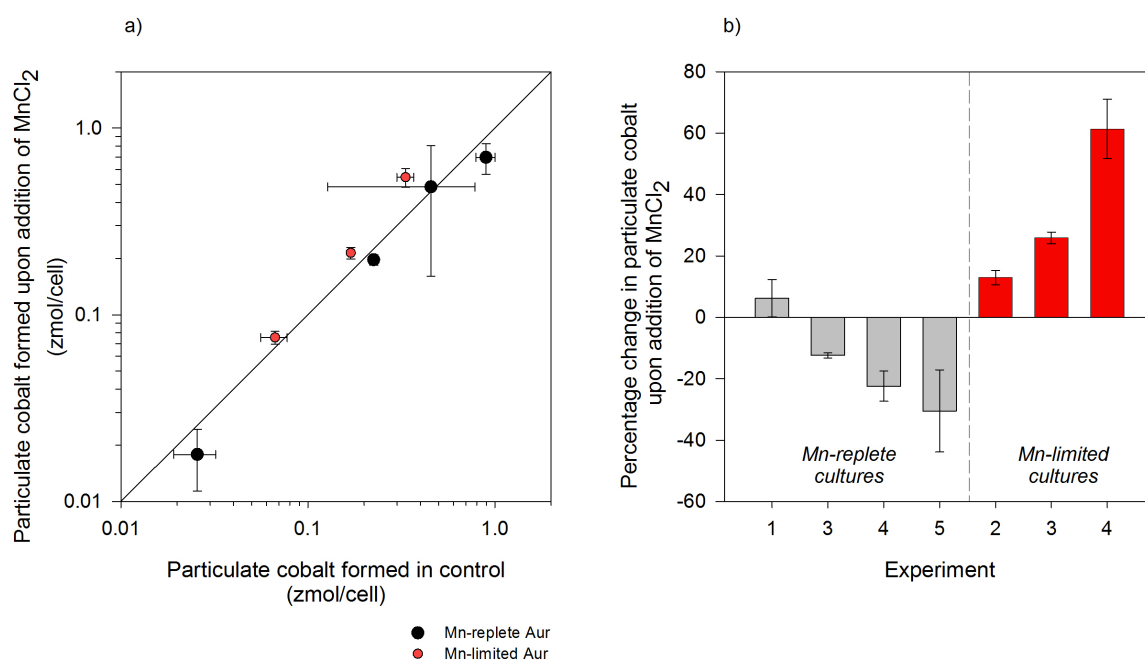 a)
Particulate cobalt formed upon addition of MnCl2
(zmol/cell)
1.0
0.1
0.01
0.01
0.1
1.0
Particulate cobalt formed in control
(zmol/cell)
Mn-replete Aur
Mn-limited Aur
b)
Percentage change in particulate cobalt
upon addition of MnCl2
80
60
40
20
0
-20
-40
-60
Mn-replete
cultures
Mn-limited
cultures
1
3
4
5
2
3
4
Experiment